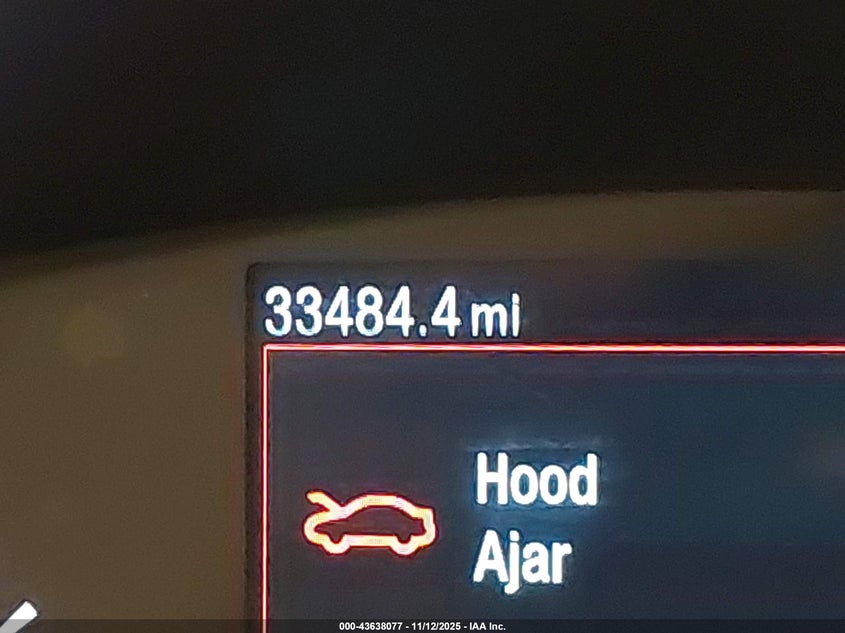 33484.4 mi
Hood
Ajar
000-43638077 - 11/12/2025 - IAA Inc.